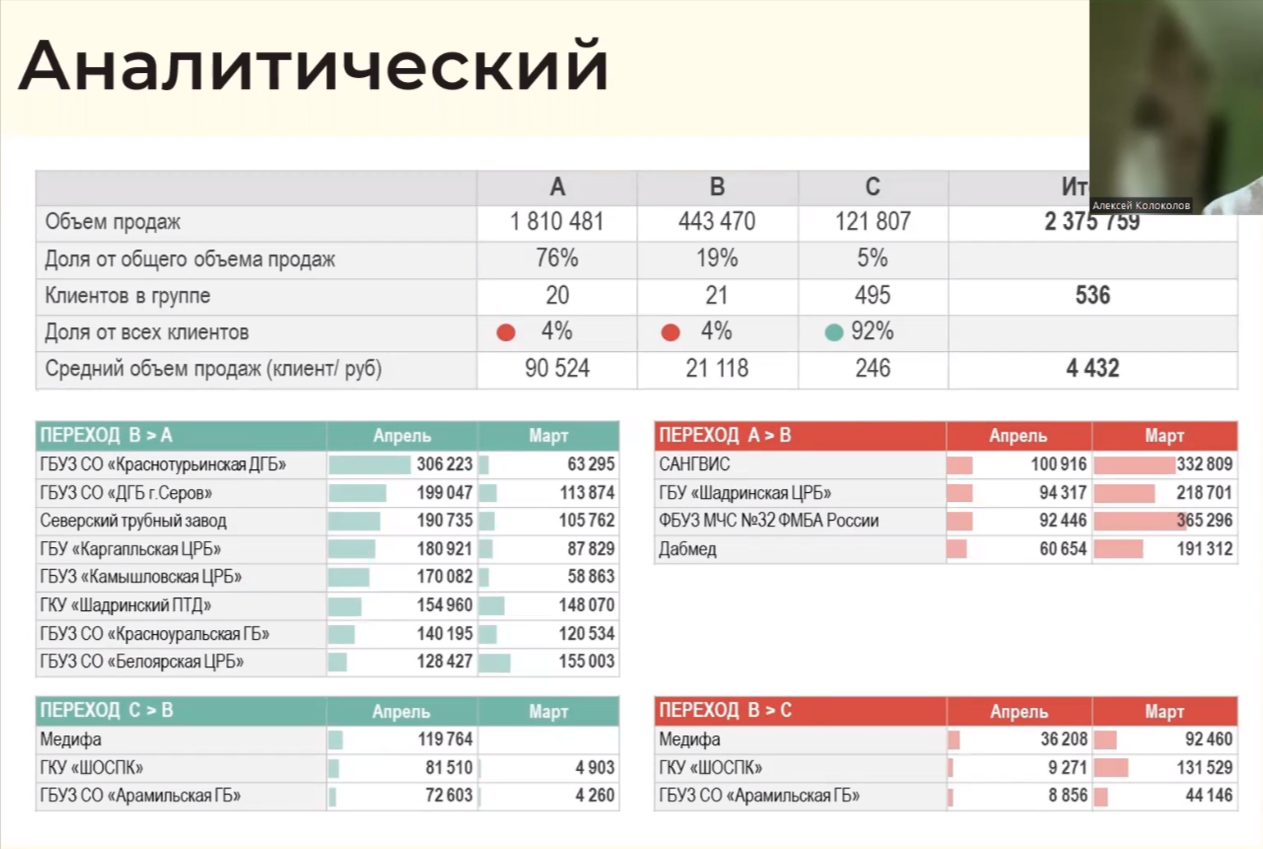 Аналитический
Алексей Колоколов
A B C
Объем продаж 1 810 481 443 470 121 807 2 375 759
Доля от общего объема продаж 76% 19% 5%
Клиентов в группе 20 21 495 536
Доля от всех клиентов 4% 4% 92%
Средний объем продаж (клиент/ руб) 90 524 21 118 246 4 432
ПЕРЕХОД B > A Апрель Март
ГБУЗ СО «Краснотурьинская ДГБ» 306 223 63 295
ГБУЗ СО «ДГБ г.Серов» 199 047 113 874
Северский трубный завод 190 735 105 762
ГБУ «Каргапльская ЦРБ» 180 921 87 829
ГБУЗ «Камышловская ЦРБ» 170 082 58 863
ГКУ «Шадринский ПТД» 154 960 148 070
ГБУЗ СО «Красноуральская ГБ» 140 195 120 534
ГБУЗ СО «Белоярская ЦРБ» 128 427 155 003
ПЕРЕХОД A > B Апрель Март
САНГВИС 100 916 332 809
ГБУ «Шадринская ЦРБ» 94 317 218 701
ФБУЗ МЧС №32 ФМБА России 92 446 365 296
Дабмед 60 654 191 312
ПЕРЕХОД C > B Апрель Март
Медифа 119 764
ГКУ «ШОСПК» 81 510 4 903
ГБУЗ СО «Арамильская ГБ» 72 603 4 260
ПЕРЕХОД B > C Апрель Март
Медифа 36 208 92 460
ГКУ «ШОСПК» 9 271 131 529
ГБУЗ СО «Арамильская ГБ» 8 856 44 146